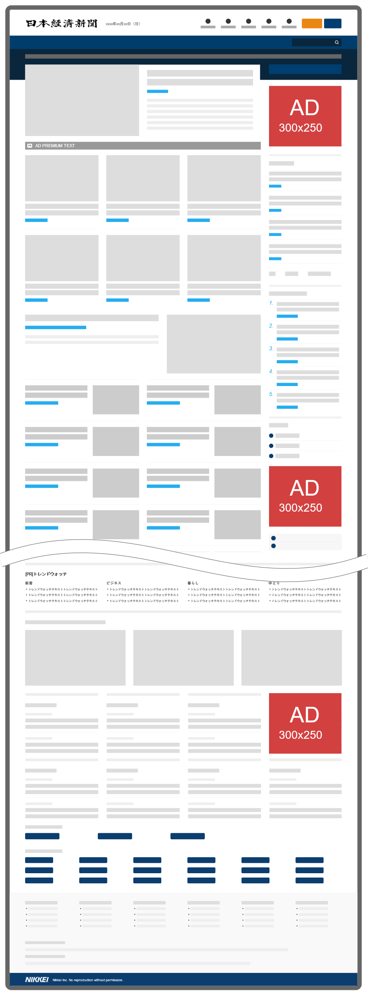 日本経済新聞
xxxx年xx月xx日（日）
AD
300x250
PR AD PREMIUM TEXT
1.
2.
3.
4.
5.
AD
300x250
[PR]トレンドウォッチ
新着 ビジネス 暮らし ゆとり
・トレンドウォッチテキストトレンドウォッチテキスト ・トレンドウォッチテキストトレンドウォッチテキスト ・トレンドウォッチテキストトレンドウォッチテキスト ・トレンドウォッチテキストトレンドウォッチテキスト
・トレンドウォッチテキストトレンドウォッチテキスト ・トレンドウォッチテキストトレンドウォッチテキスト ・トレンドウォッチテキストトレンドウォッチテキスト ・トレンドウォッチテキストトレンドウォッチテキスト
・トレンドウォッチテキストトレンドウォッチテキスト ・トレンドウォッチテキストトレンドウォッチテキスト ・トレンドウォッチテキストトレンドウォッチテキスト ・トレンドウォッチテキストトレンドウォッチテキスト
AD
300x250
NIKKEI Nikkei Inc. No reproduction without permission.